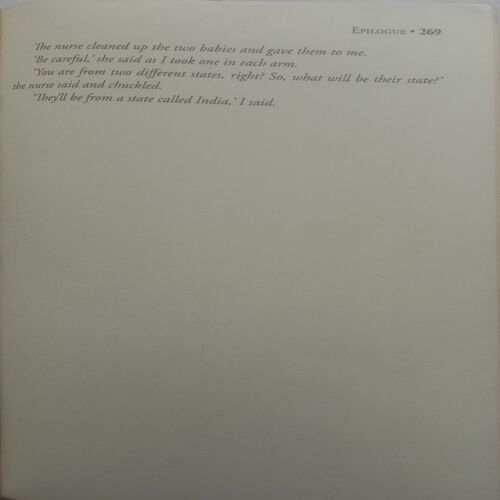 Epilogue • 269
'The nurse cleaned up the two babies and gave them to me.
'Be careful,' she said as I took one in each arm.
'You are from two different states, right? So, what will be their state?'
the nurse said and chuckled.
'They'll be from a state called India,' I said.